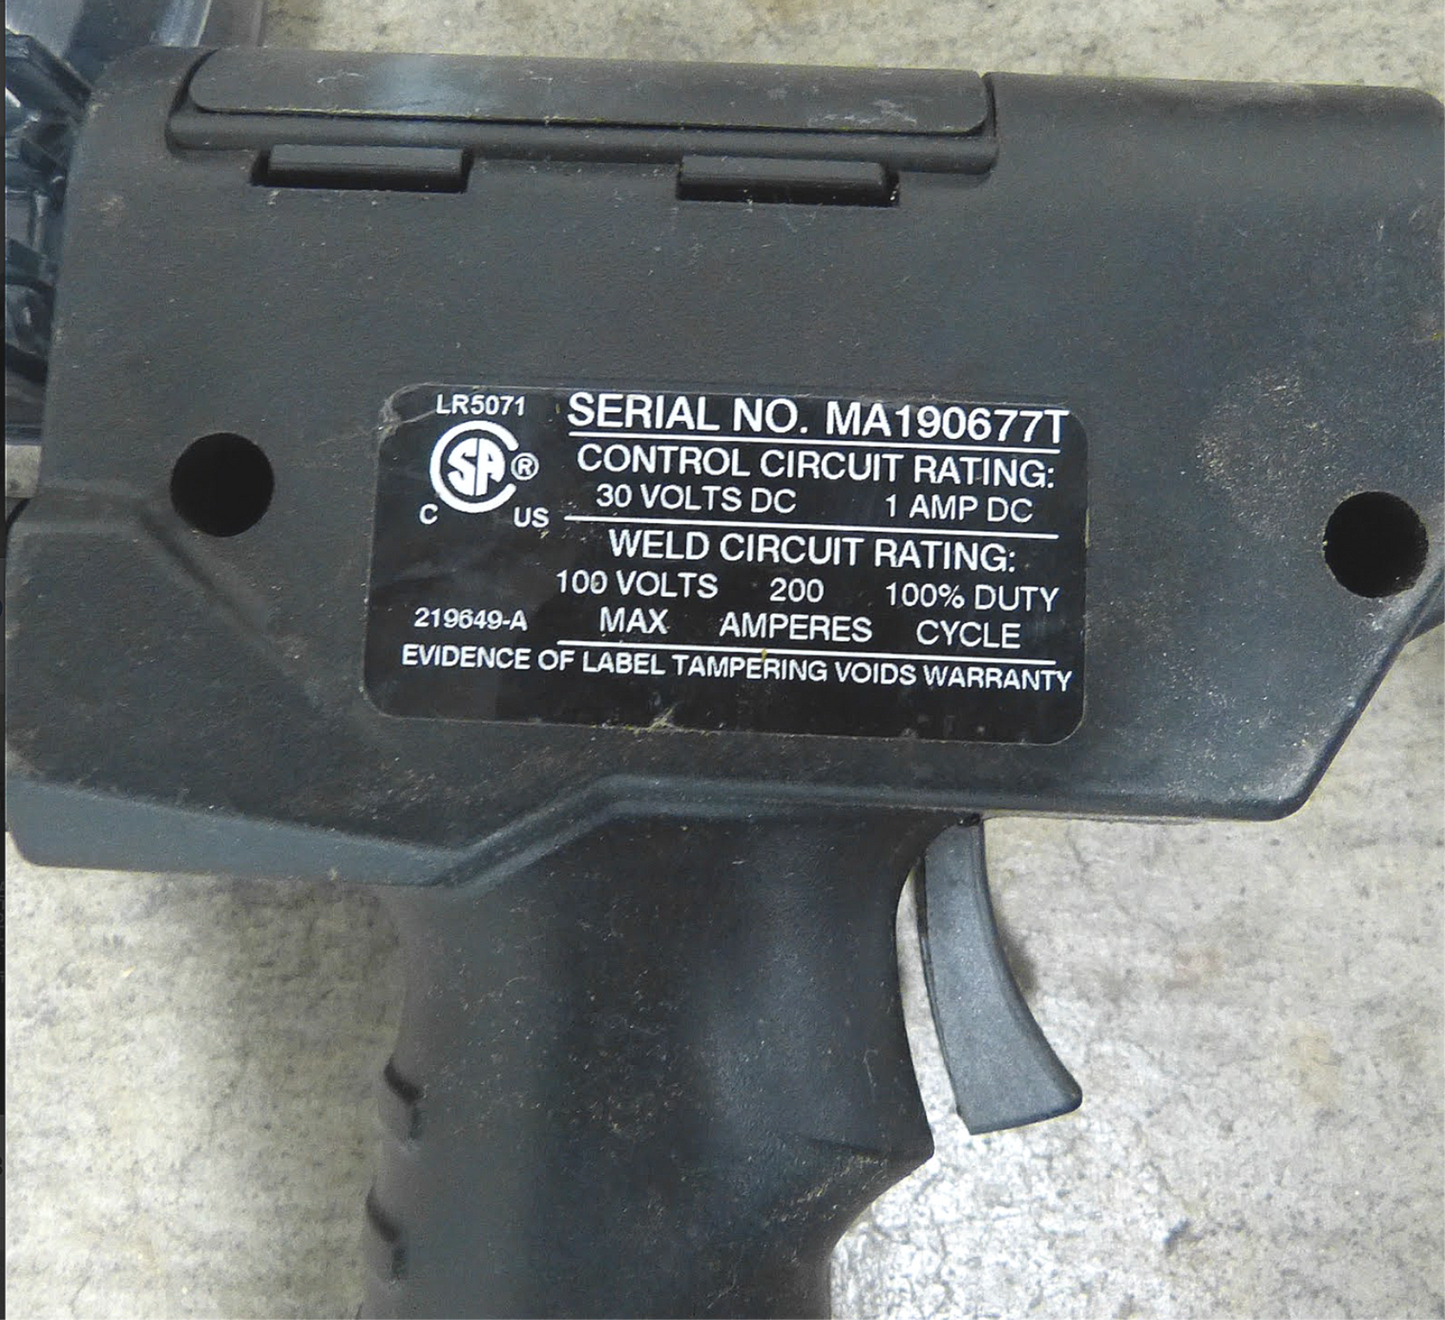 LR5071
SERIAL NO. MA190677T
SA ®
C US
CONTROL CIRCUIT RATING:
30 VOLTS DC 1 AMP DC
WELD CIRCUIT RATING:
100 VOLTS 200 100% DUTY
219649-A MAX AMPERES CYCLE
EVIDENCE OF LABEL TAMPERING VOIDS WARRANTY